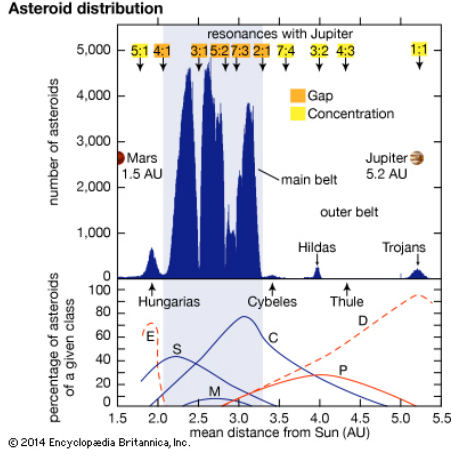 Asteroid distribution
resonances with Jupiter
5:1 4:1 3:1 5:2 7:3 2:1 7:4 3:2 4:3 1:1
5,000
4,000
3,000
2,000
1,000
0
number of asteroids
Gap
Concentration
Mars
1.5 AU
Jupiter
5.2 AU
main belt
outer belt
Hildas
Trojans
Hungarias
Cybeles
Thule
100
80
60
40
20
0
percentage of asteroids
of a given class
E
S
M
C
D
P
1.5 2.0 2.5 3.0 3.5 4.0 4.5 5.0 5.5
mean distance from Sun (AU)
© 2014 Encyclopædia Britannica, Inc.